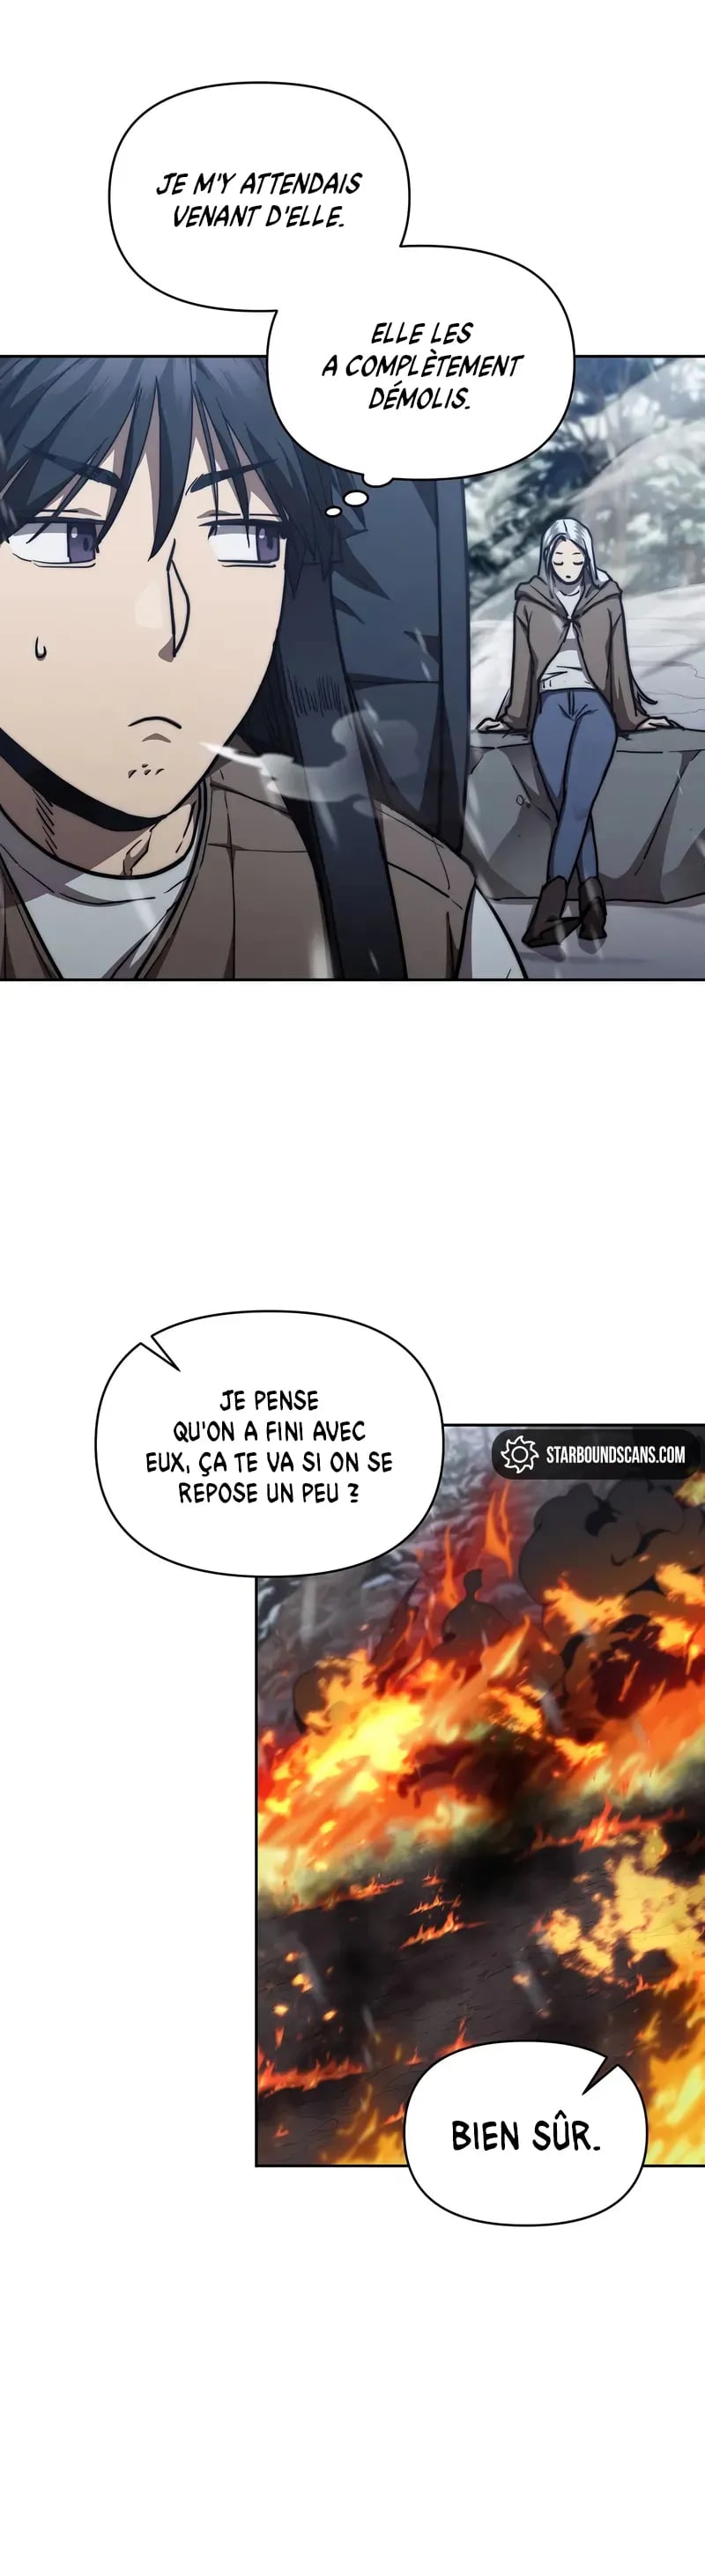 JE M'Y ATTENDAIS
VENANT D'ELLE.
ELLE LES
A COMPLÈTEMENT
DÉMOLIS.
JE PENSE
QU'ON A FINI AVEC
EUX, ÇA TE VA SI ON SE
REPOSE UN PEU ?
STARBOUNDSCANS.COM
BIEN SÛR.